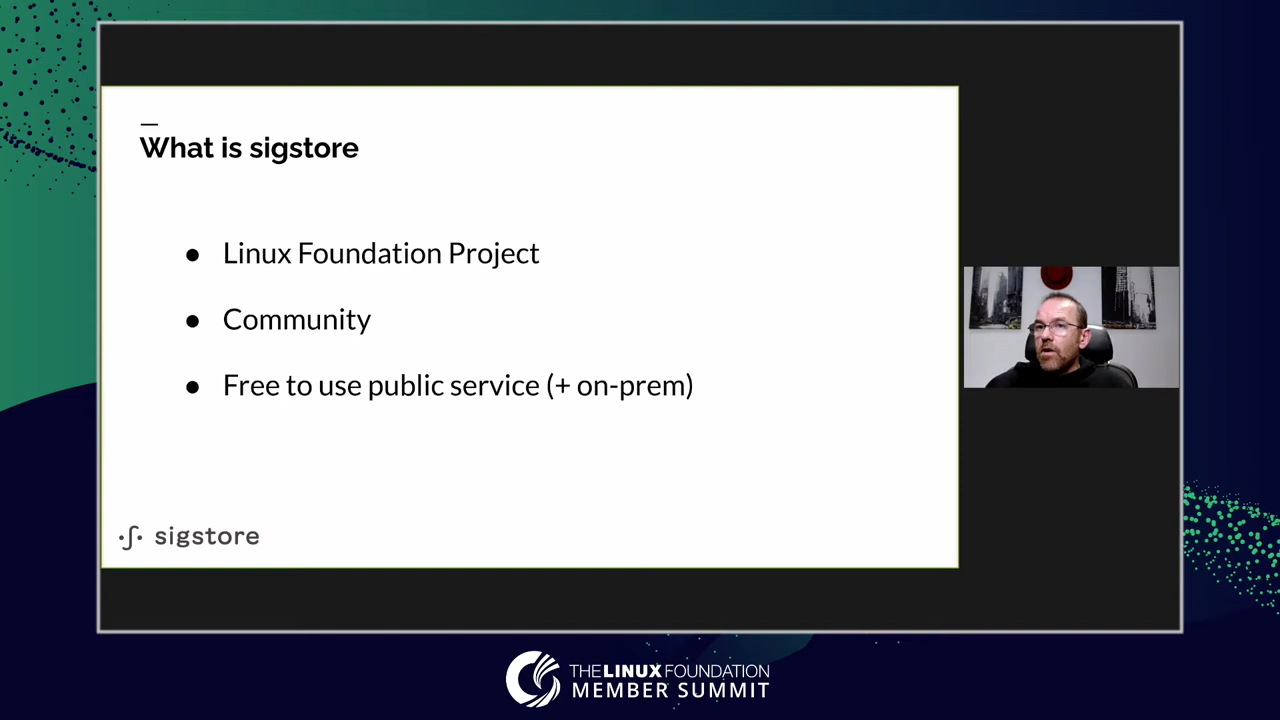 What is sigstore
● Linux Foundation Project
● Community
● Free to use public service (+ on-prem)
sigstore
THE LINUX FOUNDATION
MEMBER SUMMIT